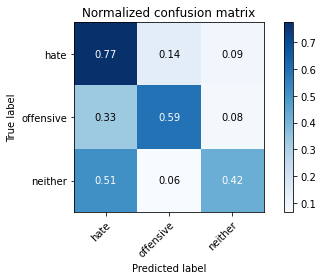 Normalized confusion matrix
True label
hate 0.77 0.14 0.09
offensive 0.33 0.59 0.08
neither 0.51 0.06 0.42
hate offensive neither
Predicted label
0.7
0.6
0.5
0.4
0.3
0.2
0.1